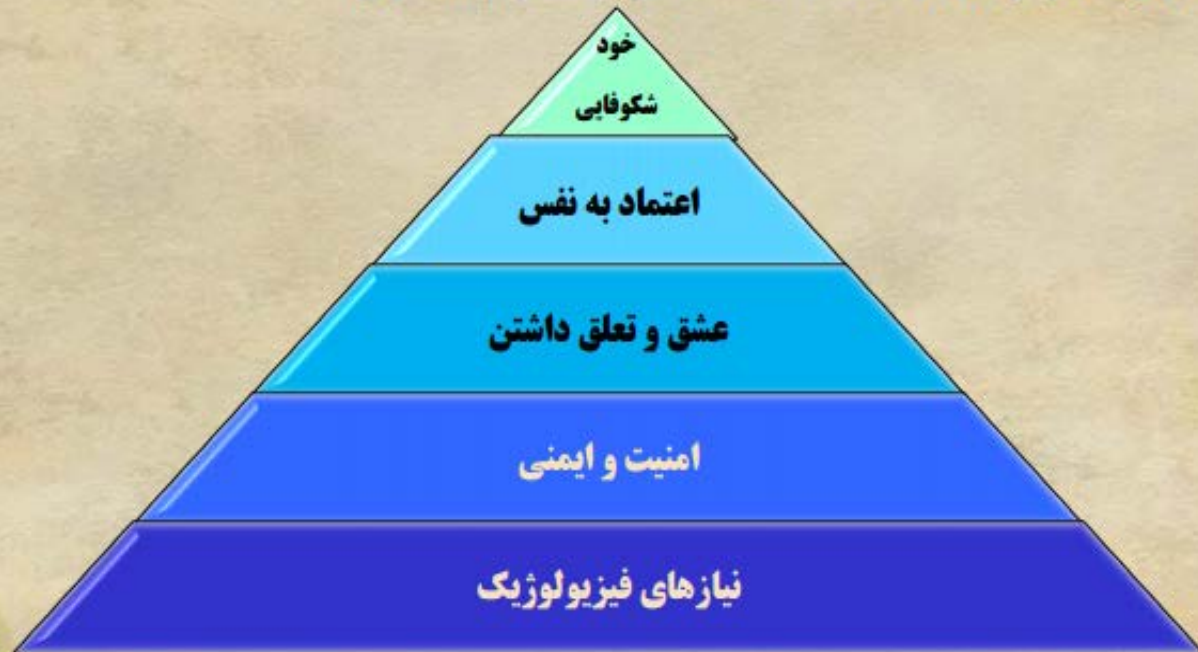 خود
شکوفایی
اعتماد به نفس
عشق و تعلق داشتن
امنیت و ایمنی
نیازهای فیزیولوژیک